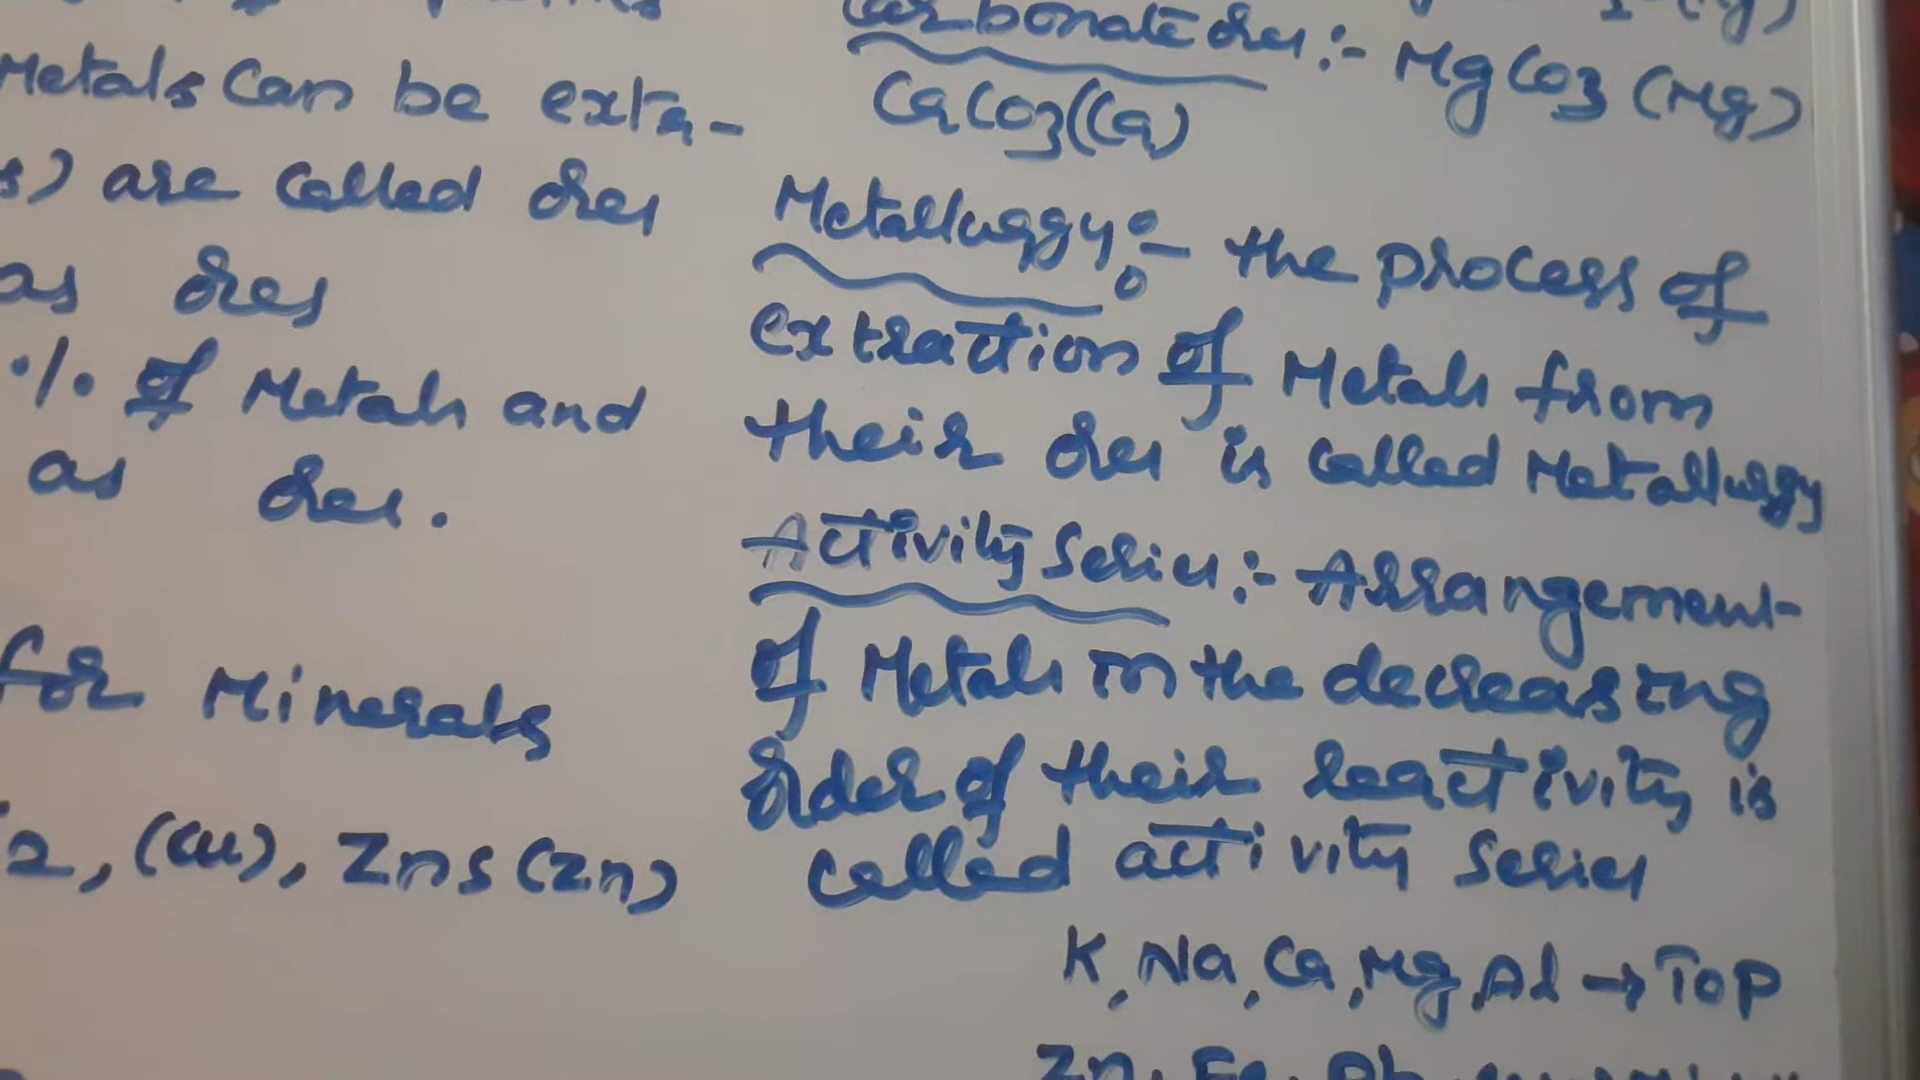 Metals Can be extra-
s) are called ores
as ores
% of Metals and
as ores.
for Minerals
2, (Cu), ZnS (Zn)
Carbonate ores :- MgCO3 (Mg)
CaCO3 (Ca)
Metallurgy :- the process of
extraction of Metals from
their ores is called Metallurgy
Activity Series :- Arrangement
of Metals in the decreasing
order of their reactivity is
called activity Series
K, Na, Ca, Mg, Al → TOP
Zn, Fe, Pb